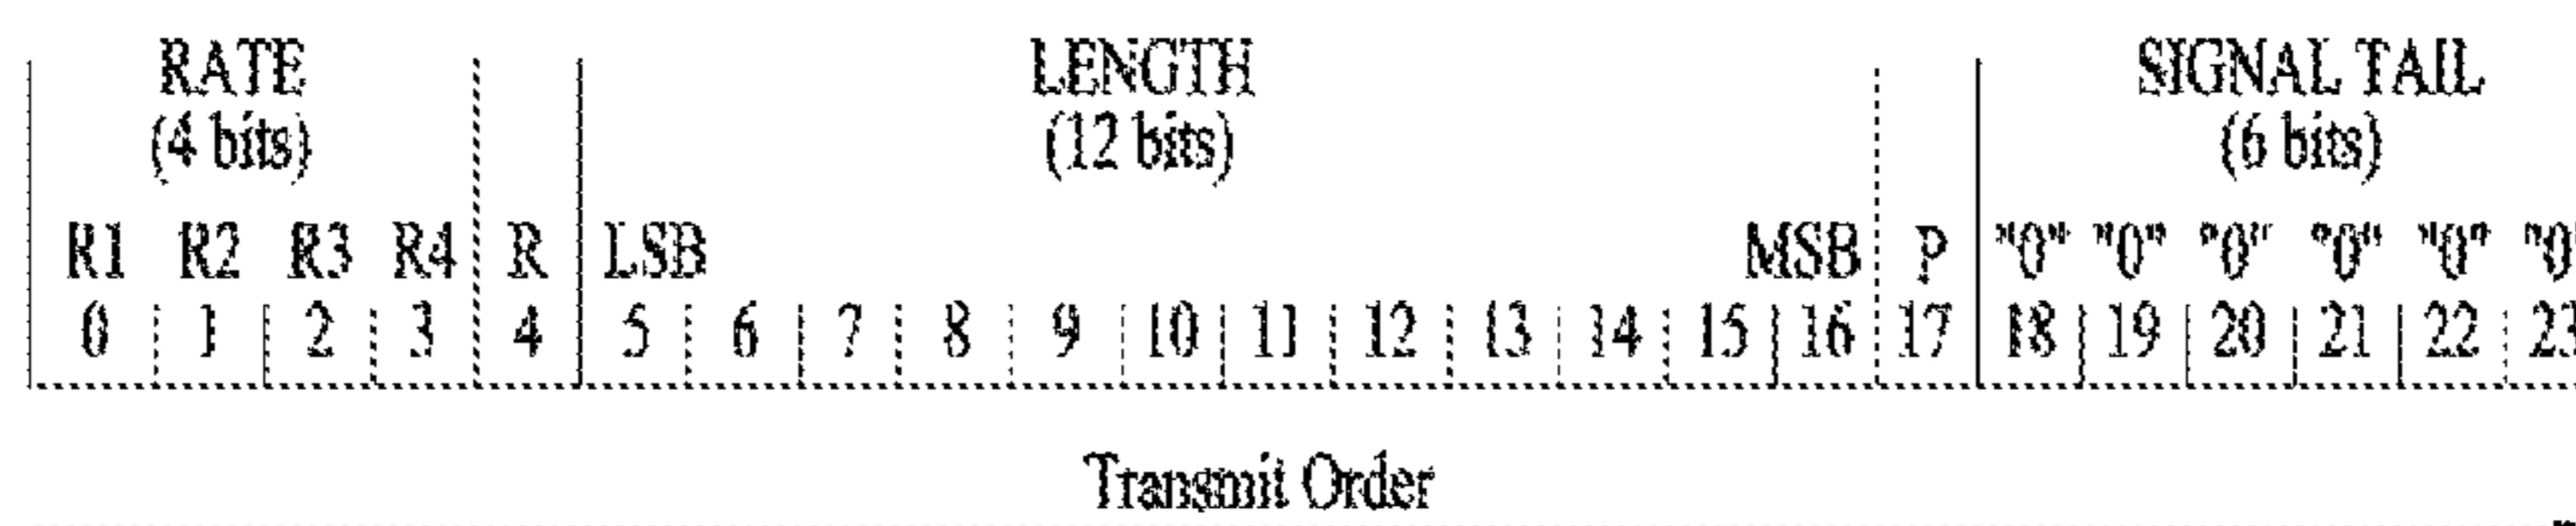 RATE LENGTH SIGNAL TAIL
(4 bits) (12 bits) (6 bits)
R1 R2 R3 R4 R LSB MSB P "0" "0" "0" "0" "0" "0"
0 1 2 3 4 5 6 7 8 9 10 11 12 13 14 15 16 17 18 19 20 21 22 23
Transmit Order